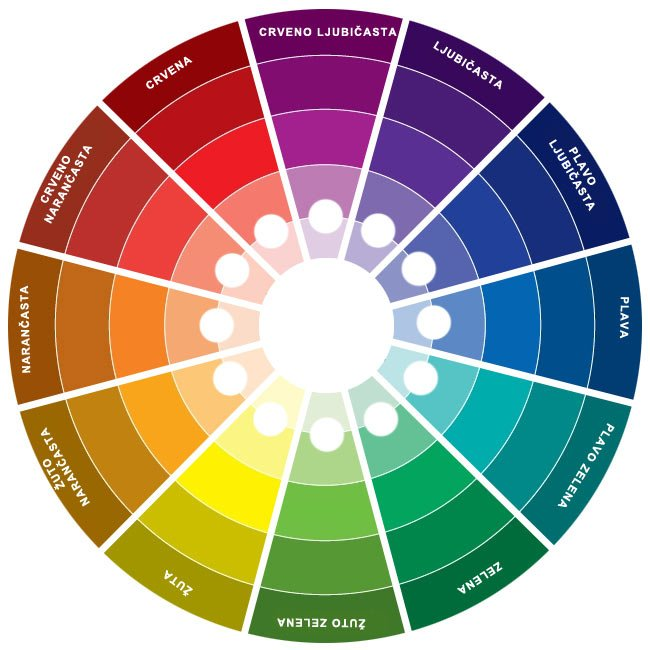 CRVENO LJUBIČASTA
LJUBIČASTA
PLAVO
LJUBIČASTA
PLAVA
PLAVO ZELENA
ZELENA
ŽUTO ZELENA
ŽUTA
ŽUTO
NARANČASTA
NARANČASTA
CRVENO
NARANČASTA
CRVENA